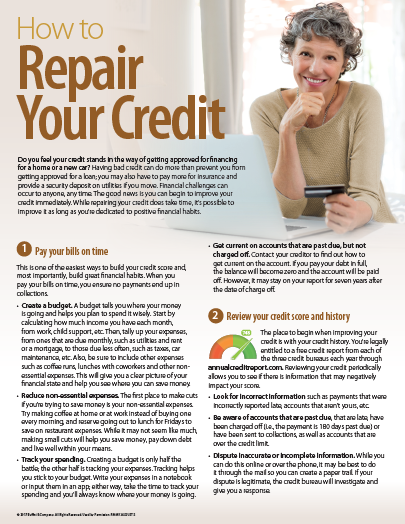 How to
Repair
Your Credit
Do you feel your credit stands in the way of getting approved for financing
for a home or a new car? Having bad credit can do more than prevent you from
getting approved for a loan; you may also have to pay more for insurance and
provide a security deposit on utilities if you move. Financial challenges can
occur to anyone, any time. The good news is you can begin to improve your
credit immediately. While repairing your credit does take time, it's possible to
improve it as long as you're dedicated to positive financial habits.
1 Pay your bills on time
This is one of the easiest ways to build your credit score and,
most importantly, build great financial habits. When you
pay your bills on time, you ensure no payments end up in
collections.
• Create a budget. A budget tells you where your money
is going and helps you plan to spend it wisely. Start by
calculating how much income you have each month,
from work, child support, etc. Then, tally up your expenses,
from ones that are due monthly, such as utilities and rent
or a mortgage, to those due less often, such as taxes, car
maintenance, etc. Also, be sure to include other expenses
such as coffee runs, lunches with coworkers and other non-
essential expenses. This will give you a clear picture of your
financial state and help you see where you can save money.
• Reduce non-essential expenses. The first place to make cuts
if you're trying to save money is your non-essential expenses.
Try making coffee at home or at work instead of buying one
every morning, and reserve going out to lunch for Fridays to
save on restaurant expenses. While it may not seem like much,
making small cuts will help you save money, pay down debt
and live well within your means.
• Track your spending. Creating a budget is only half the
battle; the other half is tracking your expenses. Tracking helps
you stick to your budget. Write your expenses in a notebook
or input them in an app; either way, take the time to track your
spending and you'll always know where your money is going.
• Get current on accounts that are past due, but not
charged off. Contact your creditor to find out how to
get current on the account. If you pay your debt in full,
the balance will become zero and the account will be paid
off. However, it may stay on your report for seven years after
the date of charge off.
2 Review your credit score and history
The place to begin when improving your
credit is with your credit history. You're legally
entitled to a free credit report from each of
the three credit bureaus each year through
annualcreditreport.com. Reviewing your credit periodically
allows you to see if there is information that may negatively
impact your score.
• Look for incorrect information such as payments that were
incorrectly reported late, accounts that aren't yours, etc.
• Be aware of accounts that are past due, that are late, have
been charged off (i.e., the payment is 180 days past due) or
have been sent to collections, as well as accounts that are
over the credit limit.
• Dispute inaccurate or incomplete information. While you
can do this online or over the phone, it may be best to do
it through the mail so you can create a paper trail. If your
dispute is legitimate, the credit bureau will investigate and
give you a response.